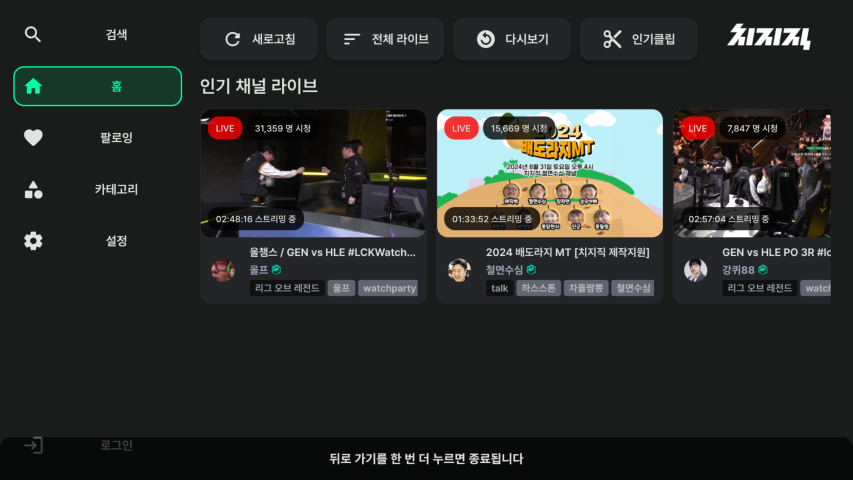 검색
홈
팔로잉
카테고리
설정
로그인
새로고침
전체 라이브
다시보기
인기클립
치지직
인기 채널 라이브
LIVE
31,359 명 시청
02:48:16 스트리밍 중
울챔스 / GEN vs HLE #LCKWatch...
울프
리그 오브 레전드
울프
watchparty
LIVE
15,669 명 시청
2024
배도라지MT
2024년 8월 31일 토요일 오후 4시
치지직 철면수심 채널
01:33:52 스트리밍 중
2024 배도라지 MT [치지직 제작지원]
철면수심
talk
하스스톤
차돌짬뽕
철면수심
LIVE
7,847 명 시청
02:57:04 스트리밍 중
GEN vs HLE PO 3R #lc
강퀴88
리그 오브 레전드
watch
뒤로 가기를 한 번 더 누르면 종료됩니다